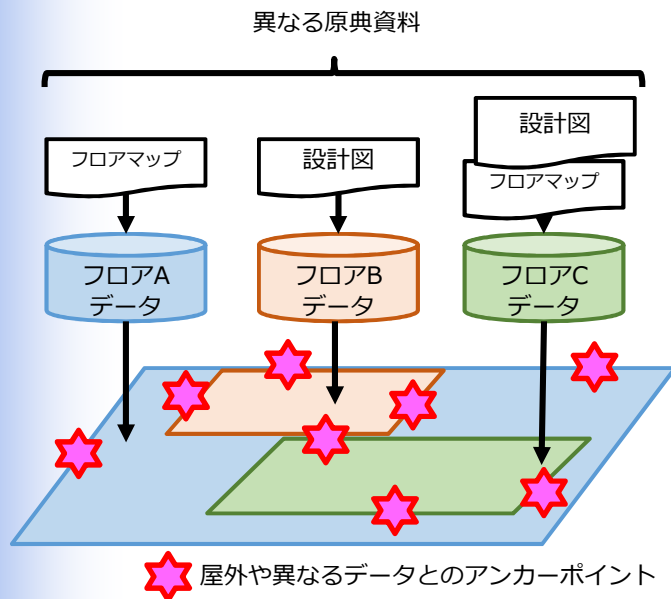 異なる原典資料
フロアマップ
設計図
設計図
フロアマップ
フロアA
データ
フロアB
データ
フロアC
データ
屋外や異なるデータとのアンカーポイント